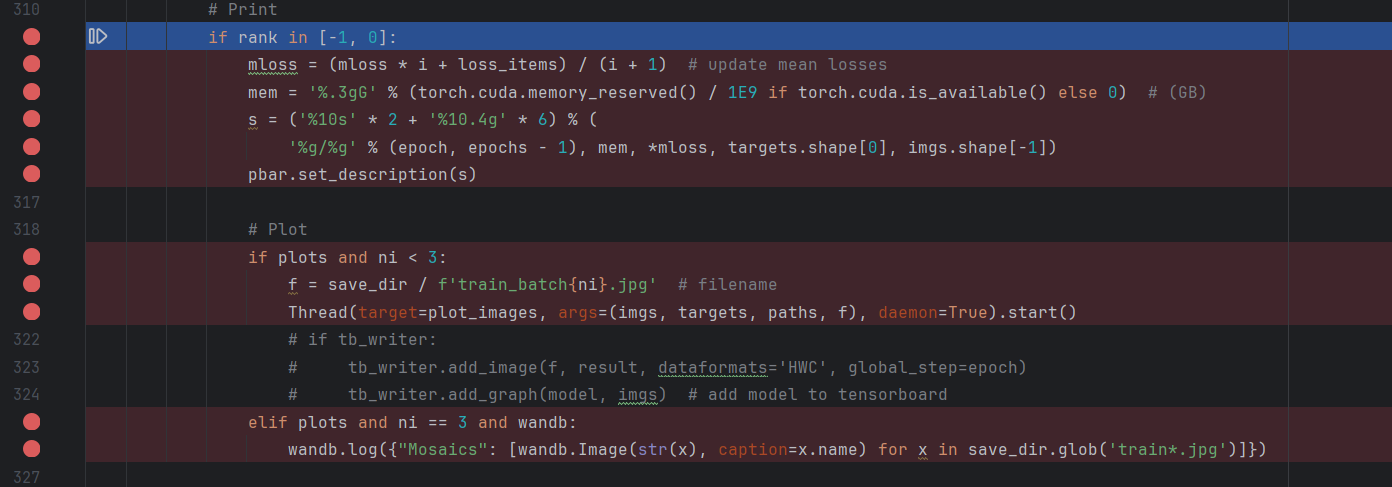 310 # Print
if rank in [-1, 0]:
mloss = (mloss * i + loss_items) / (i + 1)  # update mean losses
mem = '%.3gG' % (torch.cuda.memory_reserved() / 1E9 if torch.cuda.is_available() else 0)  # (GB)
s = ('%10s' * 2 + '%10.4g' * 6) % (
'%g/%g' % (epoch, epochs - 1), mem, *mloss, targets.shape[0], imgs.shape[-1])
pbar.set_description(s)
317
318 # Plot
if plots and ni < 3:
f = save_dir / f'train_batch{ni}.jpg'  # filename
Thread(target=plot_images, args=(imgs, targets, paths, f), daemon=True).start()
322 # if tb_writer:
323 #     tb_writer.add_image(f, result, dataformats='HWC', global_step=epoch)
324 #     tb_writer.add_graph(model, imgs)  # add model to tensorboard
elif plots and ni == 3 and wandb:
wandb.log({"Mosaics": [wandb.Image(str(x), caption=x.name) for x in save_dir.glob('train*.jpg')]})
327